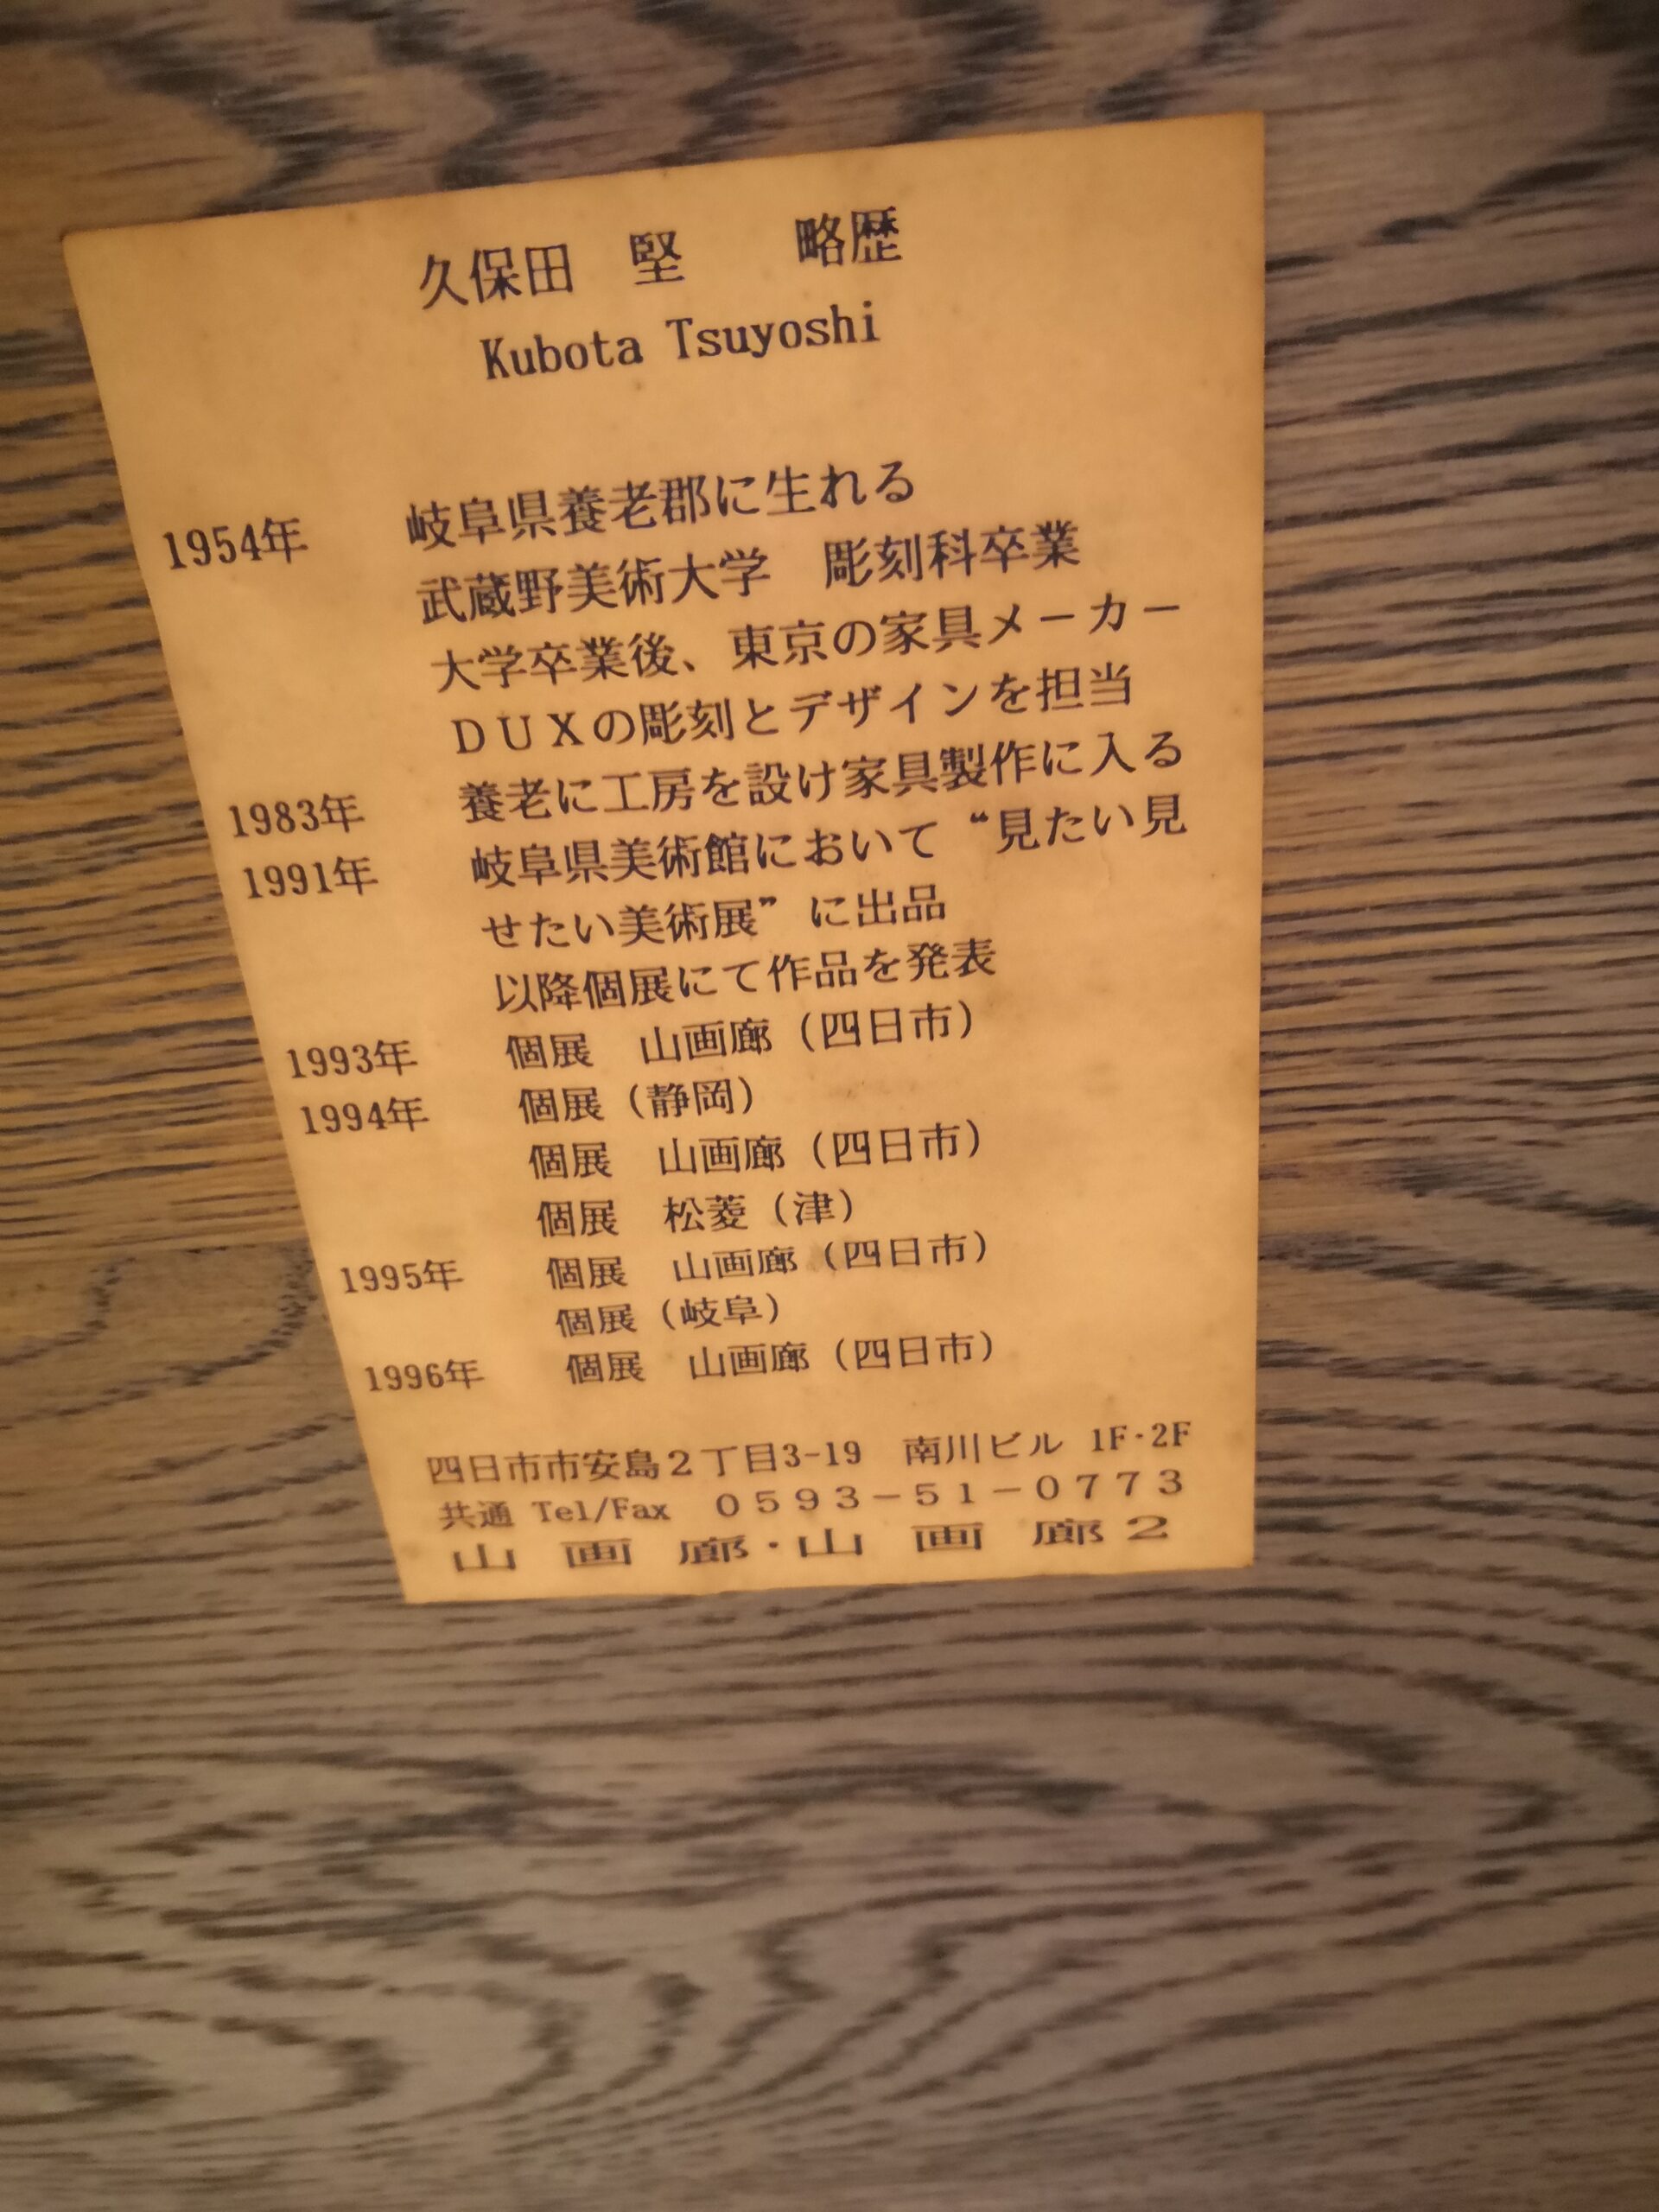 久保田　堅　　略歴
Kubota Tsuyoshi
1954年　岐阜県養老郡に生れる
武蔵野美術大学　彫刻科卒業
大学卒業後、東京の家具メーカー
ＤＵＸの彫刻とデザインを担当
1983年　養老に工房を設け家具製作に入る
1991年　岐阜県美術館において“見たい見
せたい美術展”に出品
以降個展にて作品を発表
1993年　個展　山画廊（四日市）
1994年　個展（静岡）
個展　山画廊（四日市）
個展　松菱（津）
1995年　個展　山画廊（四日市）
個展（岐阜）
1996年　個展　山画廊（四日市）
四日市市安島２丁目3-19　南川ビル 1F·2F
共通 Tel/Fax　０５９３－５１－０７７３
山　画　廊・山　画　廊２